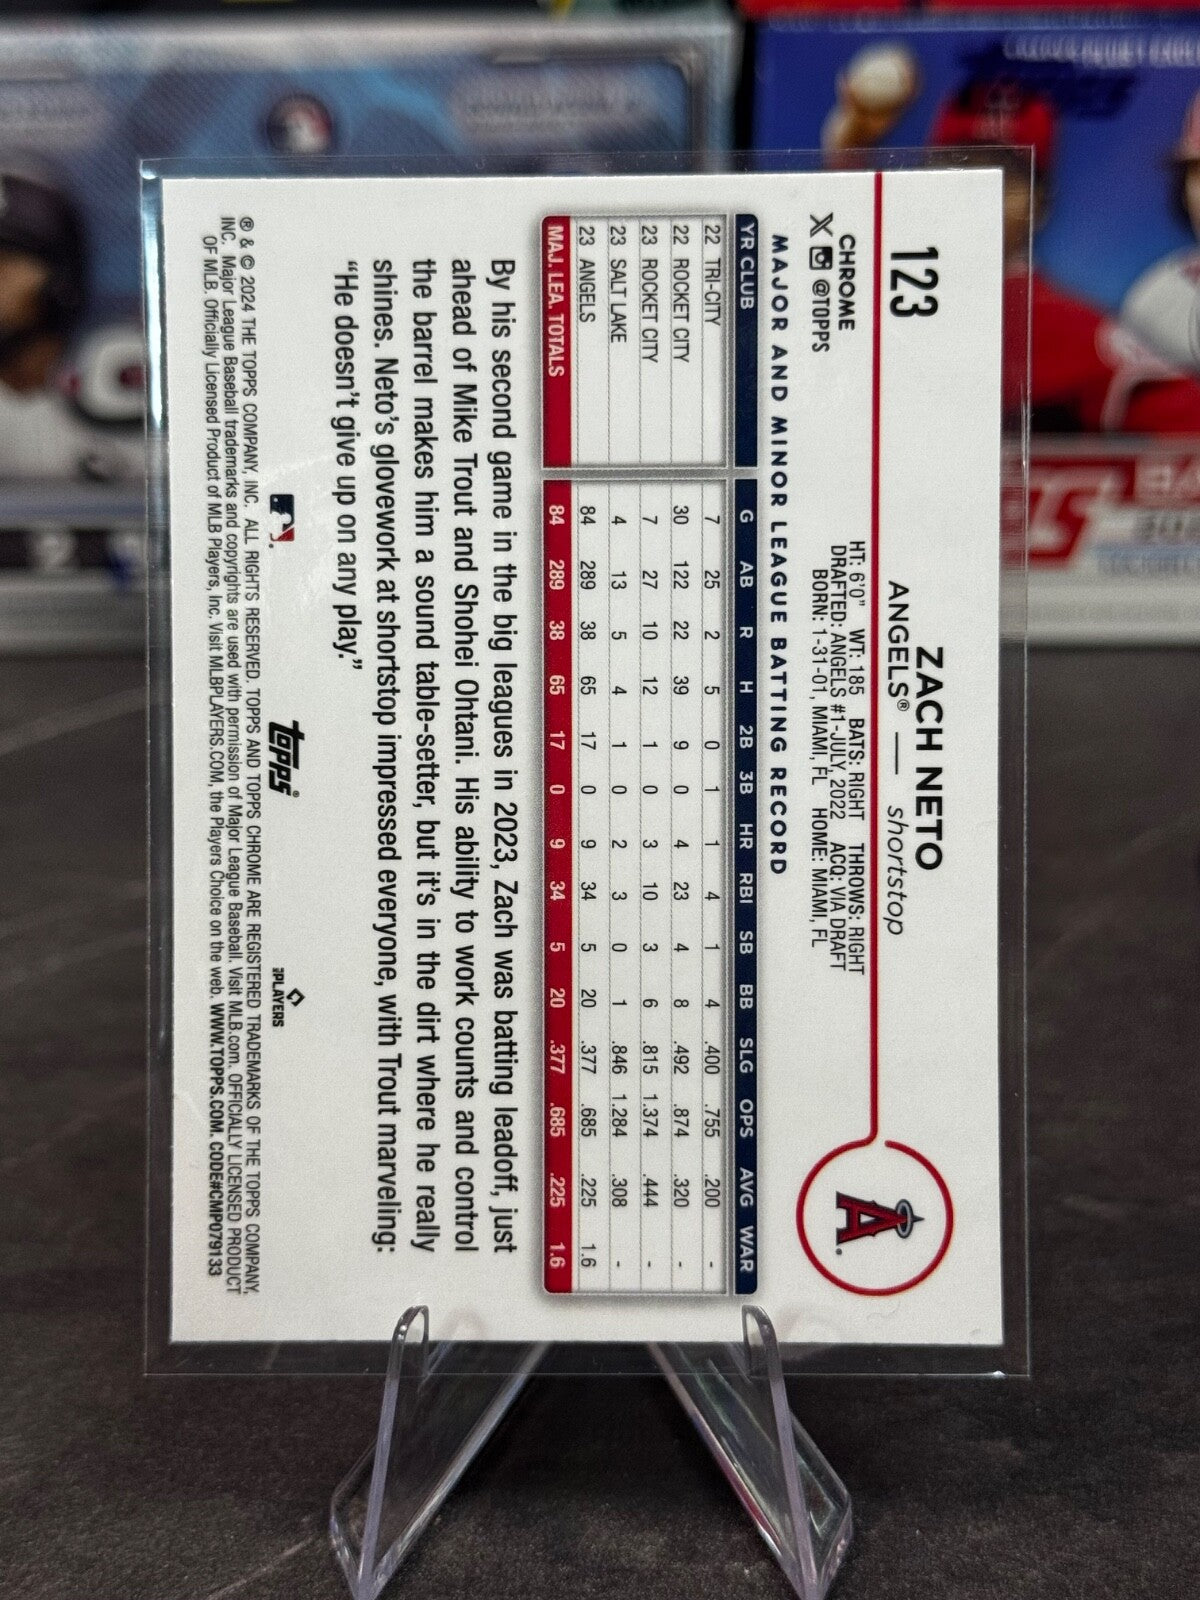 123
ZACH NETO
ANGELS® — shortstop
CHROME
X @TOPPS
HT: 6'0" WT: 185 BATS: RIGHT THROWS: RIGHT
DRAFTED: ANGELS #1-JULY, 2022 ACQ: VIA DRAFT
BORN: 1-31-01, MIAMI, FL HOME: MIAMI, FL
A
MAJOR AND MINOR LEAGUE BATTING RECORD
YR CLUB G AB R H 2B 3B HR RBI SB BB SLG OPS AVG WAR
22 TRI-CITY 7 25 2 5 0 1 1 4 1 4 .400 .755 .200 -
22 ROCKET CITY 30 122 22 39 9 0 4 23 4 8 .492 .874 .320 -
23 ROCKET CITY 7 27 10 12 1 0 3 10 3 6 .815 1.374 .444 -
23 SALT LAKE 4 13 5 4 1 0 2 3 0 1 .846 1.284 .308 -
23 ANGELS 84 289 38 65 17 0 9 34 5 20 .377 .685 .225 1.6
MAJ. LEA. TOTALS 84 289 38 65 17 0 9 34 5 20 .377 .685 .225 1.6
By his second game in the big leagues in 2023, Zach was batting leadoff, just
ahead of Mike Trout and Shohei Ohtani. His ability to work counts and control
the barrel makes him a sound table-setter, but it's in the dirt where he really
shines. Neto's glovework at shortstop impressed everyone, with Trout marveling:
“He doesn't give up on any play.”
topps®
PLAYERS
® & © 2024 THE TOPPS COMPANY, INC. ALL RIGHTS RESERVED. TOPPS AND TOPPS CHROME ARE REGISTERED TRADEMARKS OF THE TOPPS COMPANY,
INC. Major League Baseball trademarks and copyrights are used with permission of Major League Baseball. Visit MLB.com. OFFICIALLY LICENSED PRODUCT
OF MLB. Officially Licensed Product of MLB Players, Inc. Visit MLBPLAYERS.COM, the Players Choice on the web. WWW.TOPPS.COM. CODE#CMP079133